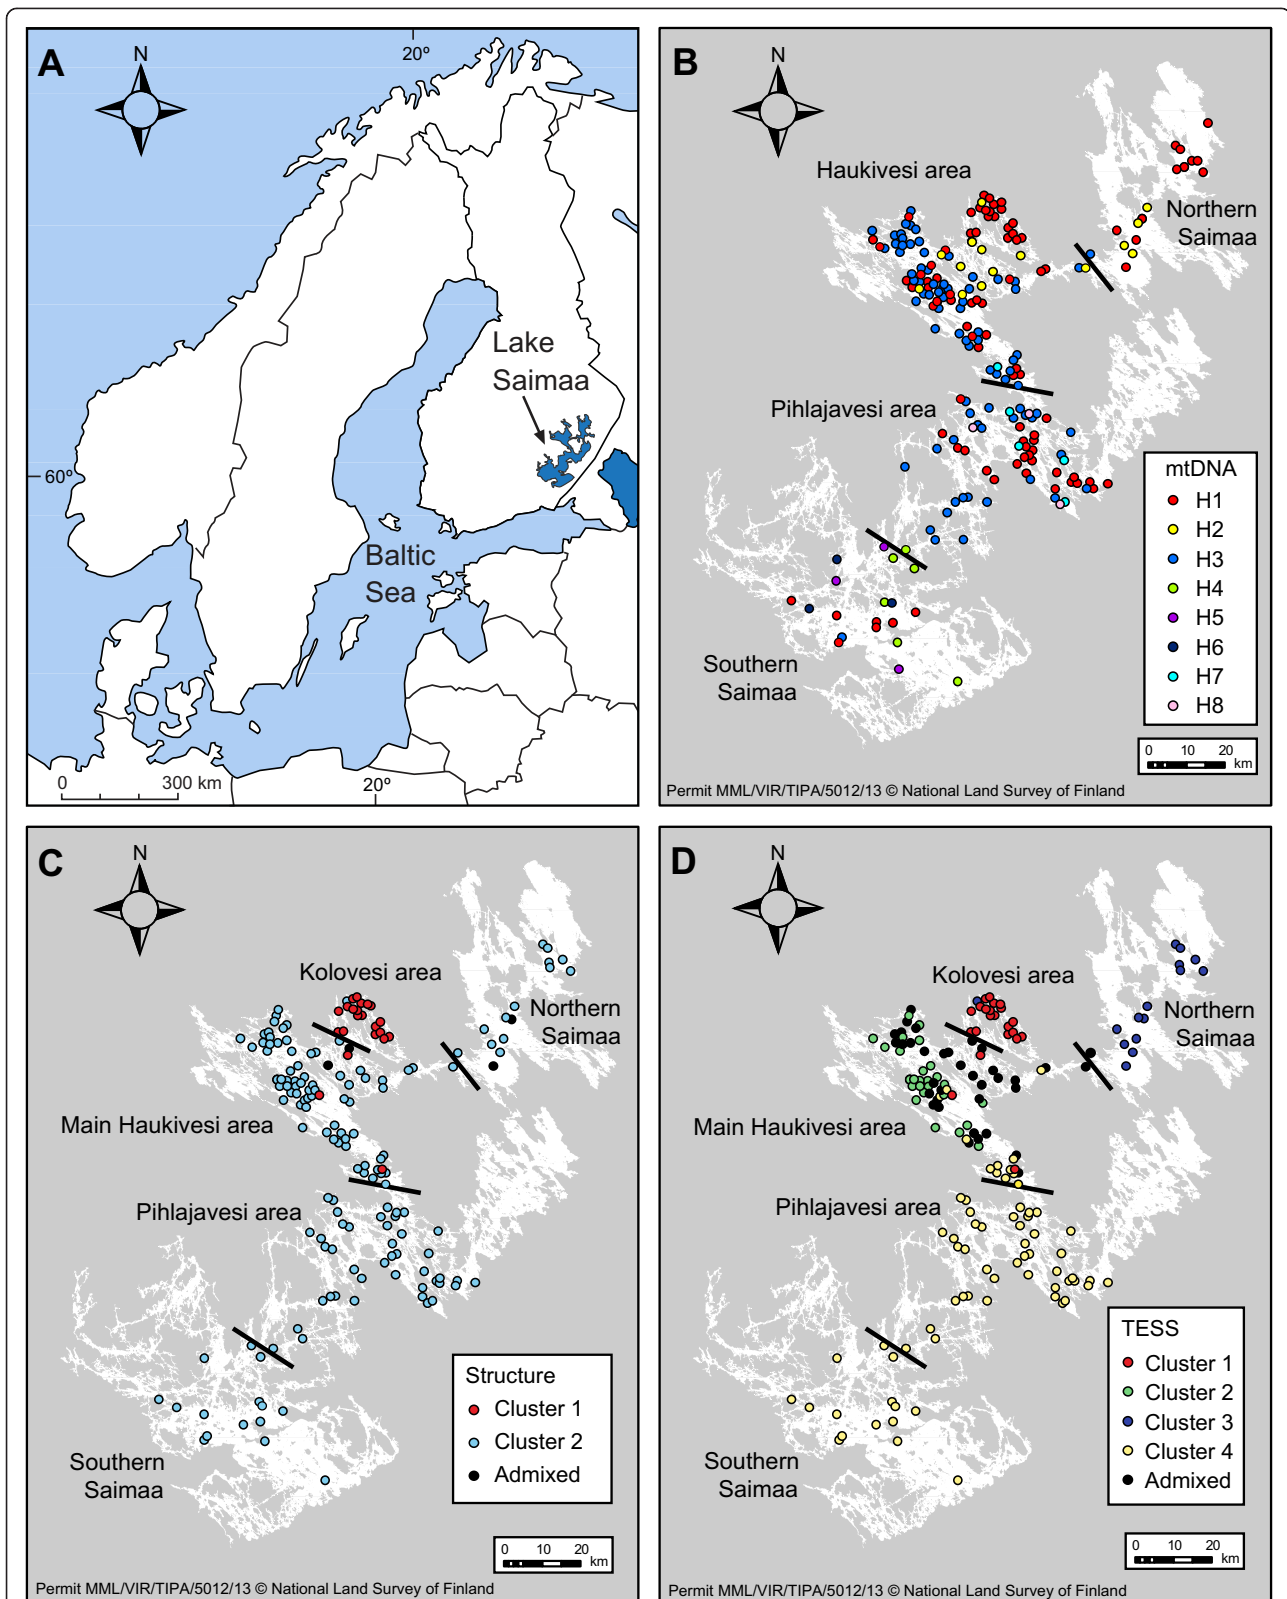 A
N
20º
Lake
Saimaa
60º
Baltic
Sea
0 300 km
20º
B
N
Haukivesi area
Northern
Saimaa
Pihlajavesi area
Southern
Saimaa
mtDNA
H1
H2
H3
H4
H5
H6
H7
H8
0 10 20
km
Permit MML/VIR/TIPA/5012/13 © National Land Survey of Finland
C
N
Kolovesi area
Northern
Saimaa
Main Haukivesi area
Pihlajavesi area
Southern
Saimaa
Structure
Cluster 1
Cluster 2
Admixed
0 10 20
km
Permit MML/VIR/TIPA/5012/13 © National Land Survey of Finland
D
N
Kolovesi area
Northern
Saimaa
Main Haukivesi area
Pihlajavesi area
Southern
Saimaa
TESS
Cluster 1
Cluster 2
Cluster 3
Cluster 4
Admixed
0 10 20
km
Permit MML/VIR/TIPA/5012/13 © National Land Survey of Finland